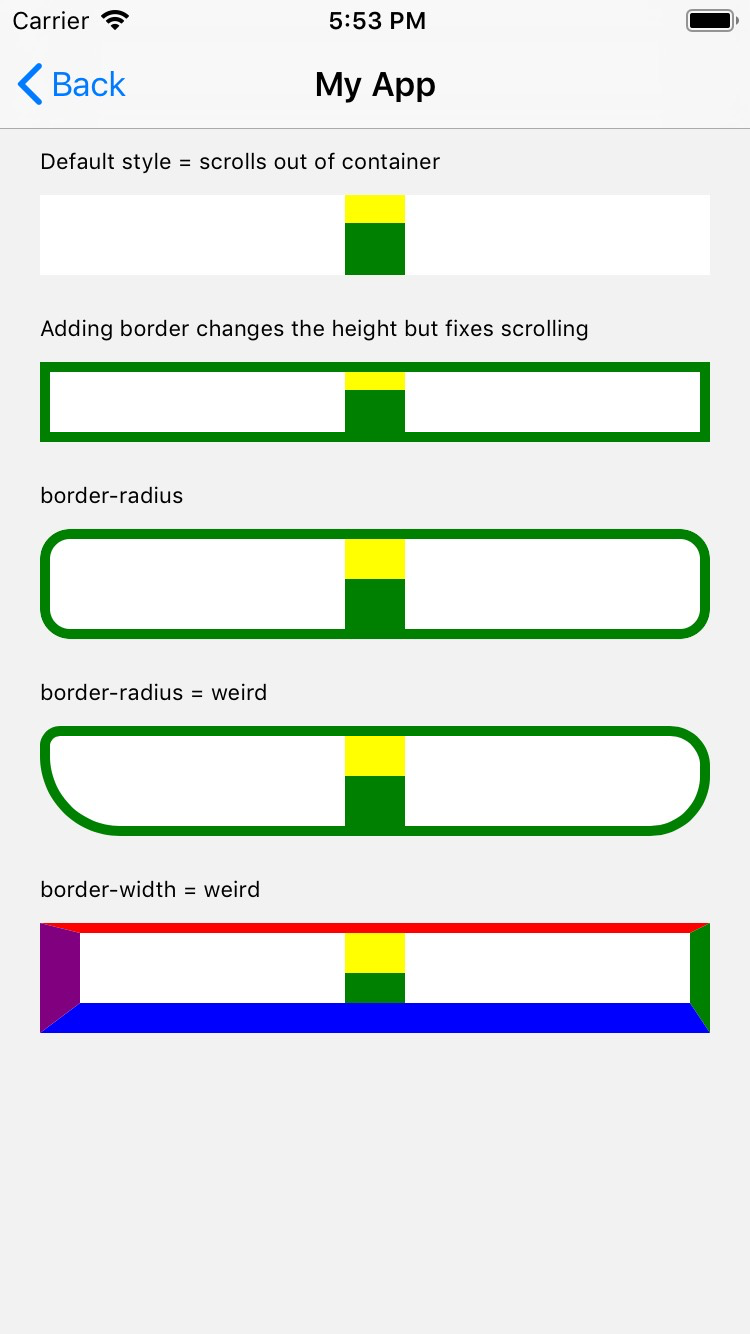 Carrier 5:53 PM
Back My App
Default style = scrolls out of container
Adding border changes the height but fixes scrolling
border-radius
border-radius = weird
border-width = weird